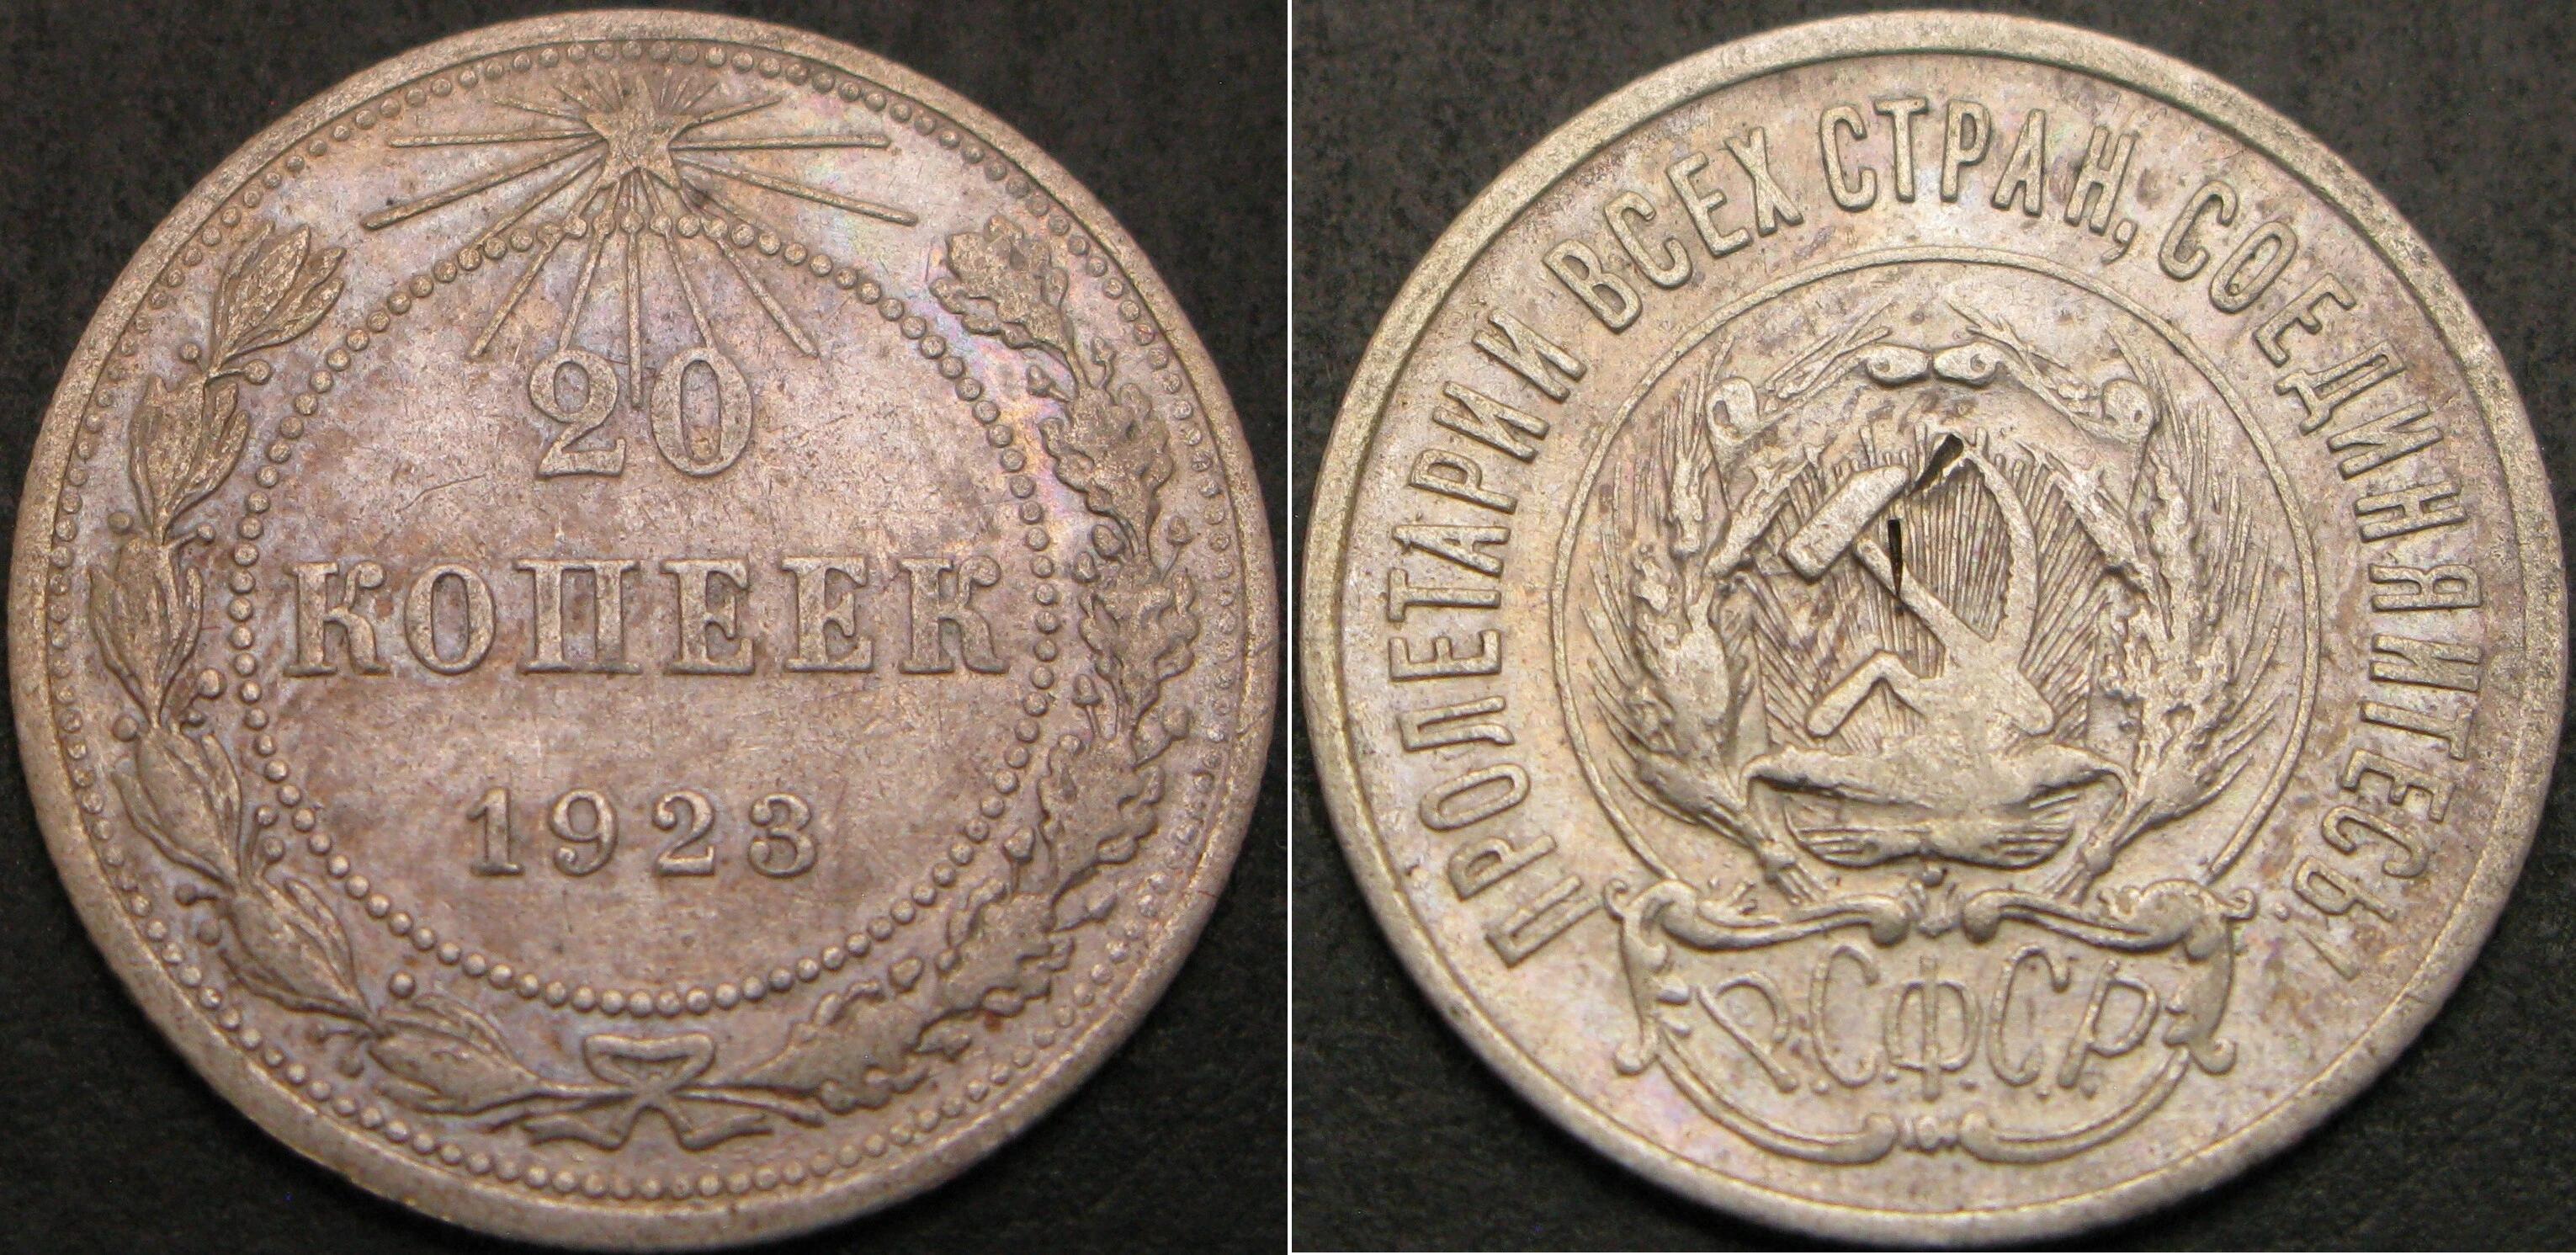 20
КОПЕЕК
1923
ПРОЛЕТАРИИ ВСЕХ СТРАН, СОЕДИНЯЙТЕСЬ!
Р.С.Ф.С.Р.